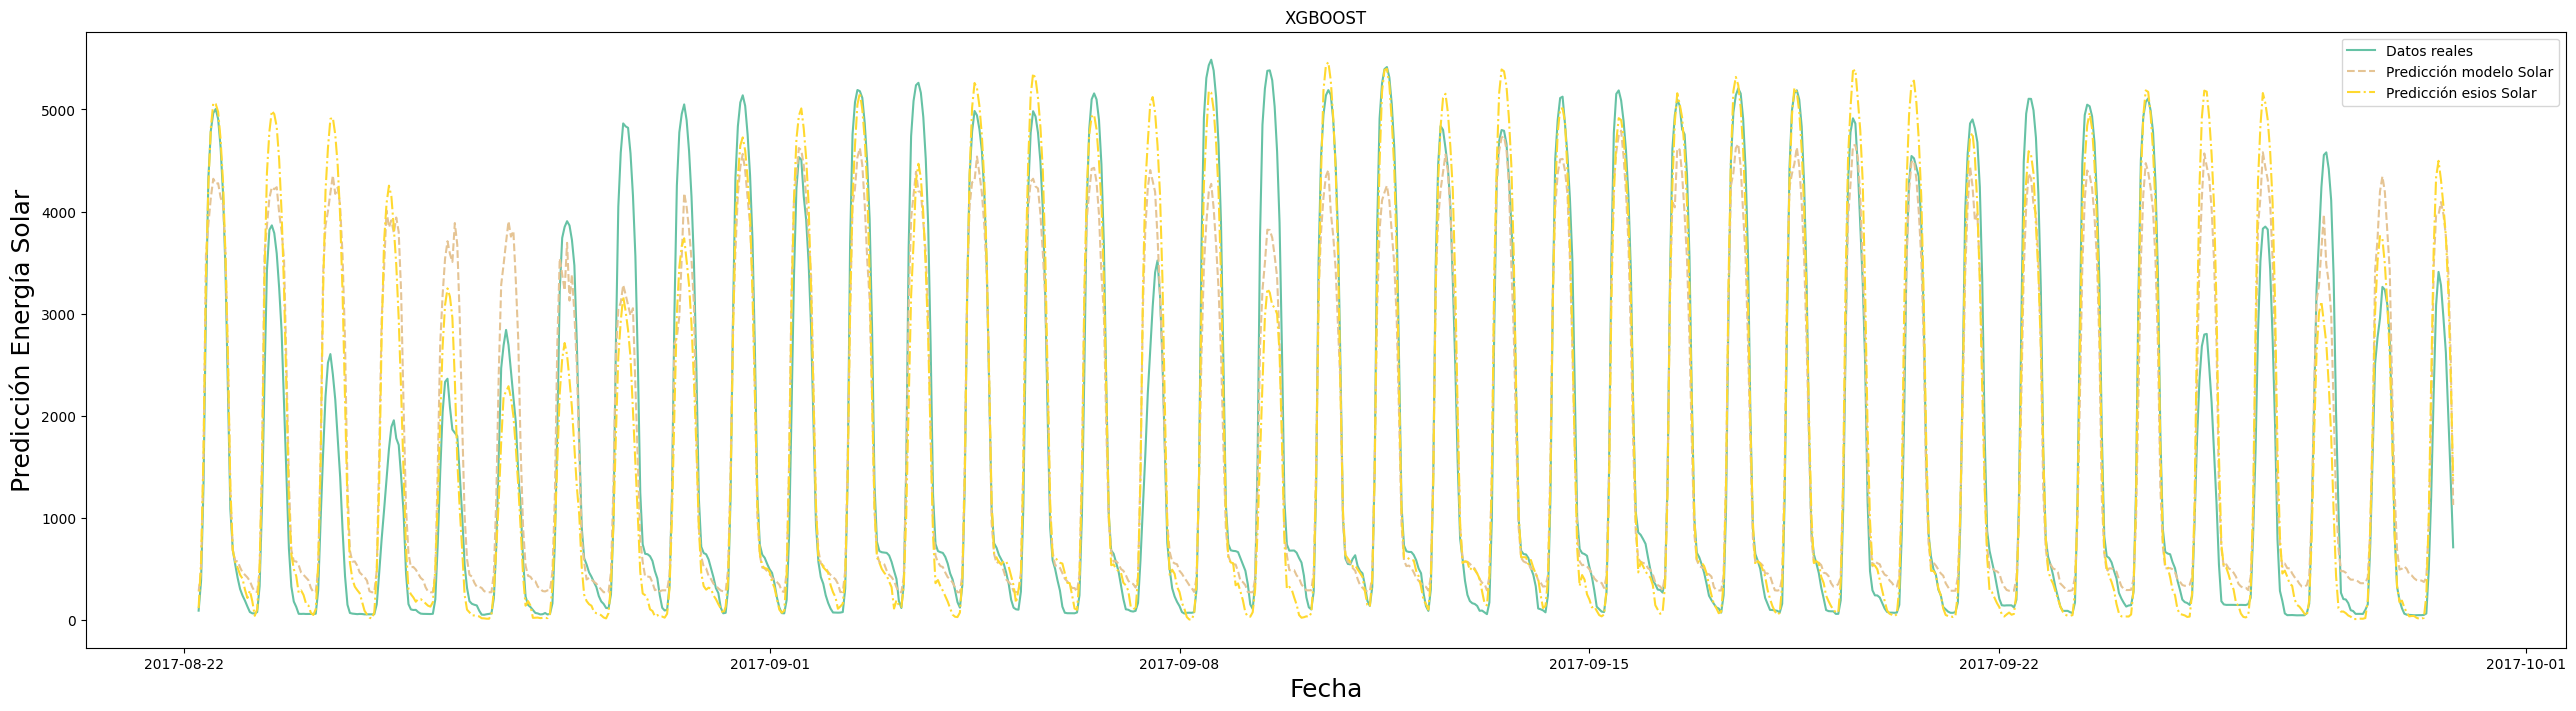 XGBOOST
Datos reales
Predicción modelo Solar
Predicción esios Solar
Predicción Energía Solar
5000
4000
3000
2000
1000
0
2017-08-22
2017-09-01
2017-09-08
2017-09-15
2017-09-22
2017-10-01
Fecha